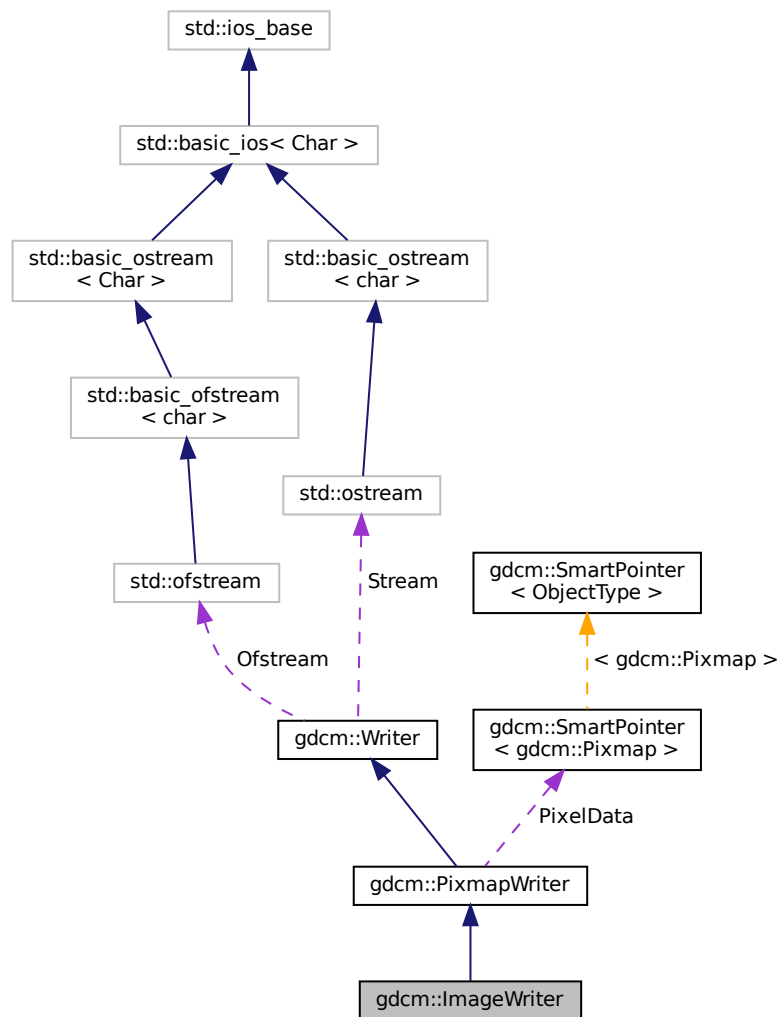 std::ios_base
std::basic_ios< Char >
std::basic_ostream
< Char >
std::basic_ostream
< char >
std::basic_ofstream
< char >
std::ostream
std::ofstream
Stream
gdcm::SmartPointer
< ObjectType >
Ofstream
< gdcm::Pixmap >
gdcm::Writer
gdcm::SmartPointer
< gdcm::Pixmap >
PixelData
gdcm::PixmapWriter
gdcm::ImageWriter